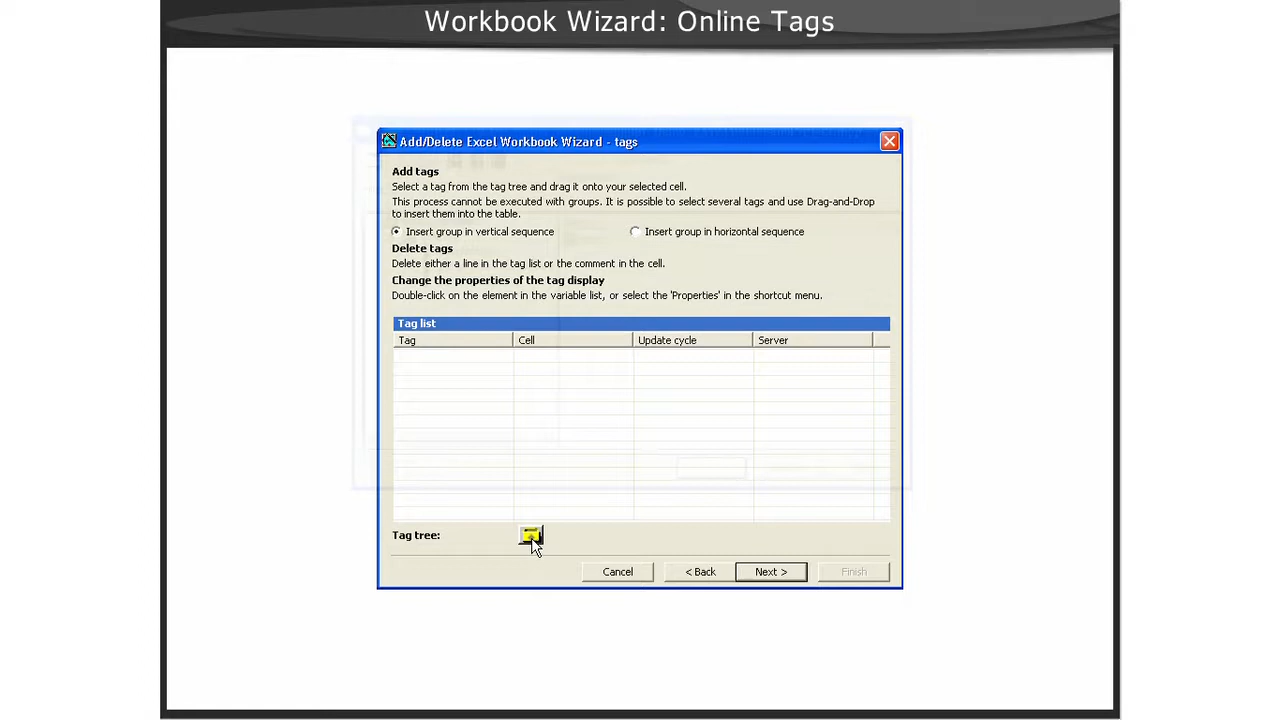 Workbook Wizard: Online Tags
Add/Delete Excel Workbook Wizard - tags
Add tags
Select a tag from the tag tree and drag it onto your selected cell.
This process cannot be executed with groups. It is possible to select several tags and use Drag-and-Drop
to insert them into the table.
Insert group in vertical sequence
Insert group in horizontal sequence
Delete tags
Delete either a line in the tag list or the comment in the cell.
Change the properties of the tag display
Double-click on the element in the variable list, or select the 'Properties' in the shortcut menu.
Tag list
Tag Cell Update cycle Server
Tag tree:
Cancel < Back Next > Finish